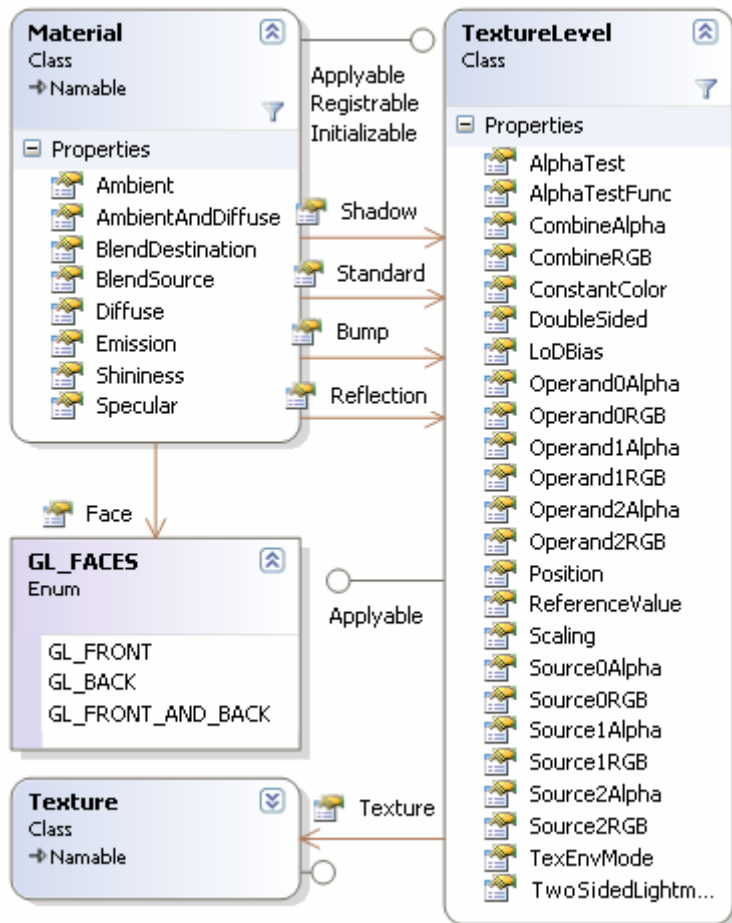 Material
Class
Namable
Properties
Ambient
AmbientAndDiffuse
BlendDestination
BlendSource
Diffuse
Emission
Shininess
Specular
Applyable
Registrable
Initializable
Shadow
Standard
Bump
Reflection
Face
GL_FACES
Enum
GL_FRONT
GL_BACK
GL_FRONT_AND_BACK
Applyable
Texture
Class
Namable
Texture
TextureLevel
Class
Properties
AlphaTest
AlphaTestFunc
CombineAlpha
CombineRGB
ConstantColor
DoubleSided
LoDBias
Operand0Alpha
Operand0RGB
Operand1Alpha
Operand1RGB
Operand2Alpha
Operand2RGB
Position
ReferenceValue
Scaling
Source0Alpha
Source0RGB
Source1Alpha
Source1RGB
Source2Alpha
Source2RGB
TexEnvMode
TwoSidedLightm...